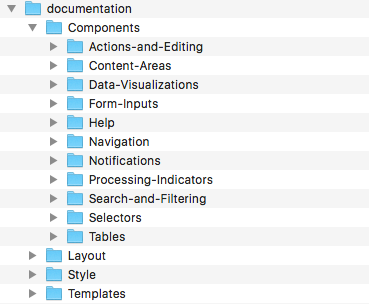 documentation
Components
Actions-and-Editing
Content-Areas
Data-Visualizations
Form-Inputs
Help
Navigation
Notifications
Processing-Indicators
Search-and-Filtering
Selectors
Tables
Layout
Style
Templates